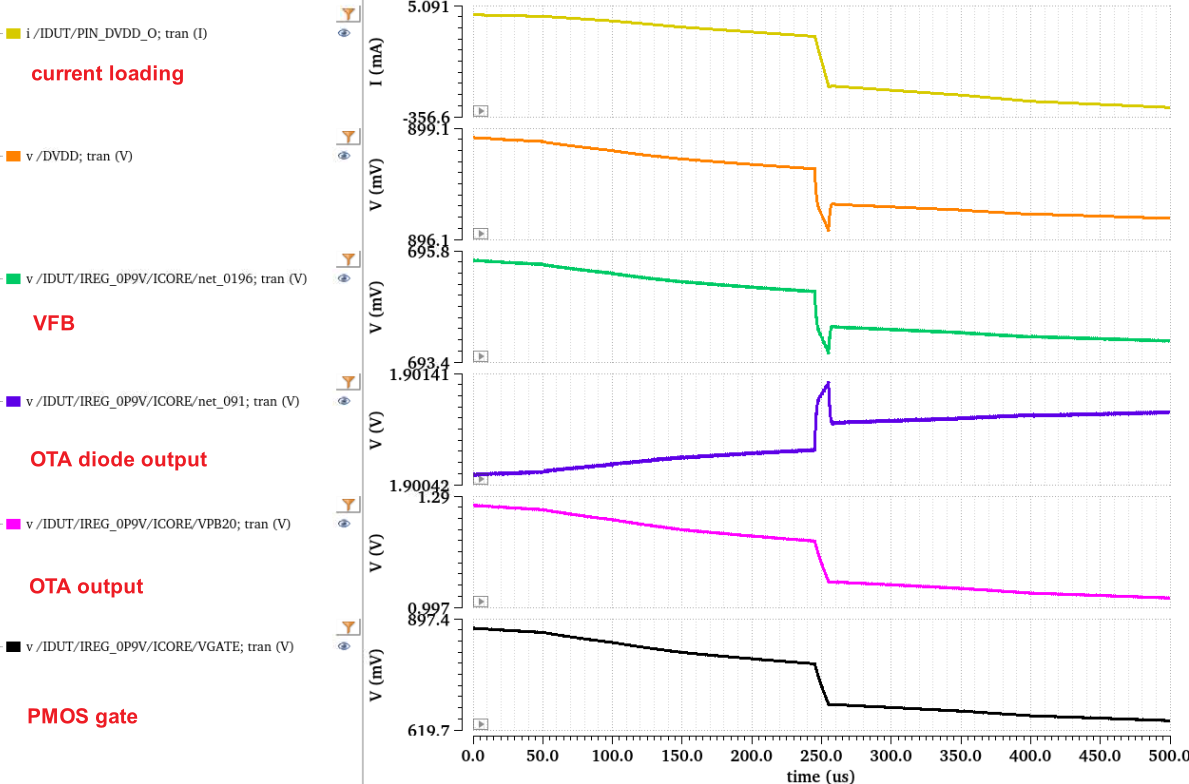 5.091
i /IDUT/PIN_DVDD_O; tran (I)
current loading
I (mA)
-356.6
899.1
v /DVDD; tran (V)
V (mV)
896.1
695.8
v /IDUT/IREG_0P9V/ICORE/net_0196; tran (V)
VFB
V (mV)
693.4
1.90141
v /IDUT/IREG_0P9V/ICORE/net_091; tran (V)
OTA diode output
V (V)
1.90042
1.29
v /IDUT/IREG_0P9V/ICORE/VPB20; tran (V)
OTA output
V (V)
0.997
897.4
v /IDUT/IREG_0P9V/ICORE/VGATE; tran (V)
PMOS gate
V (mV)
619.7
0.0 50.0 100.0 150.0 200.0 250.0 300.0 350.0 400.0 450.0 500.0
time (us)